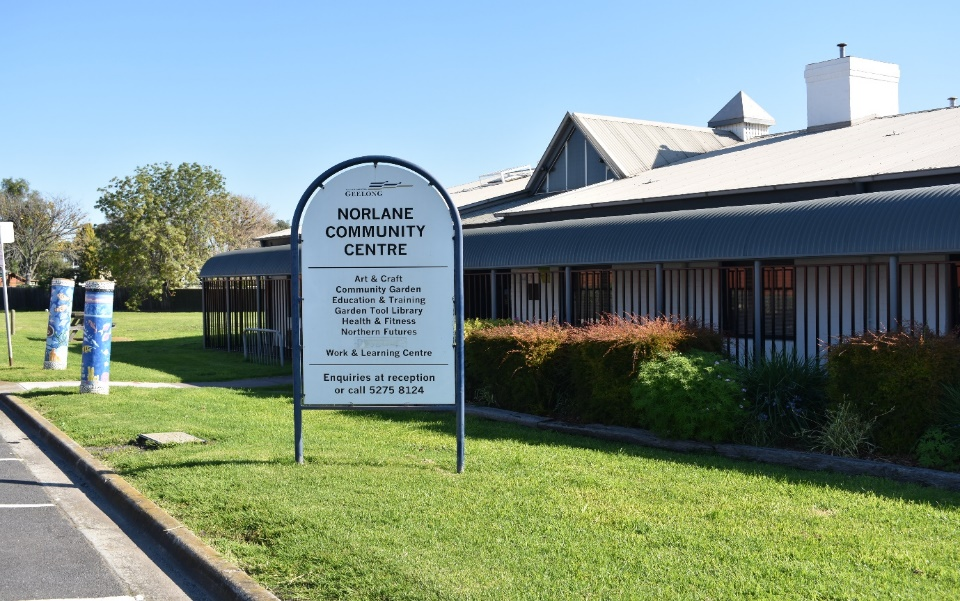 GEELONG
NORLANE
COMMUNITY
CENTRE
Art & Craft
Community Garden
Education & Training
Garden Tool Library
Health & Fitness
Northern Futures
Work & Learning Centre
Enquiries at reception
or call 5275 8124